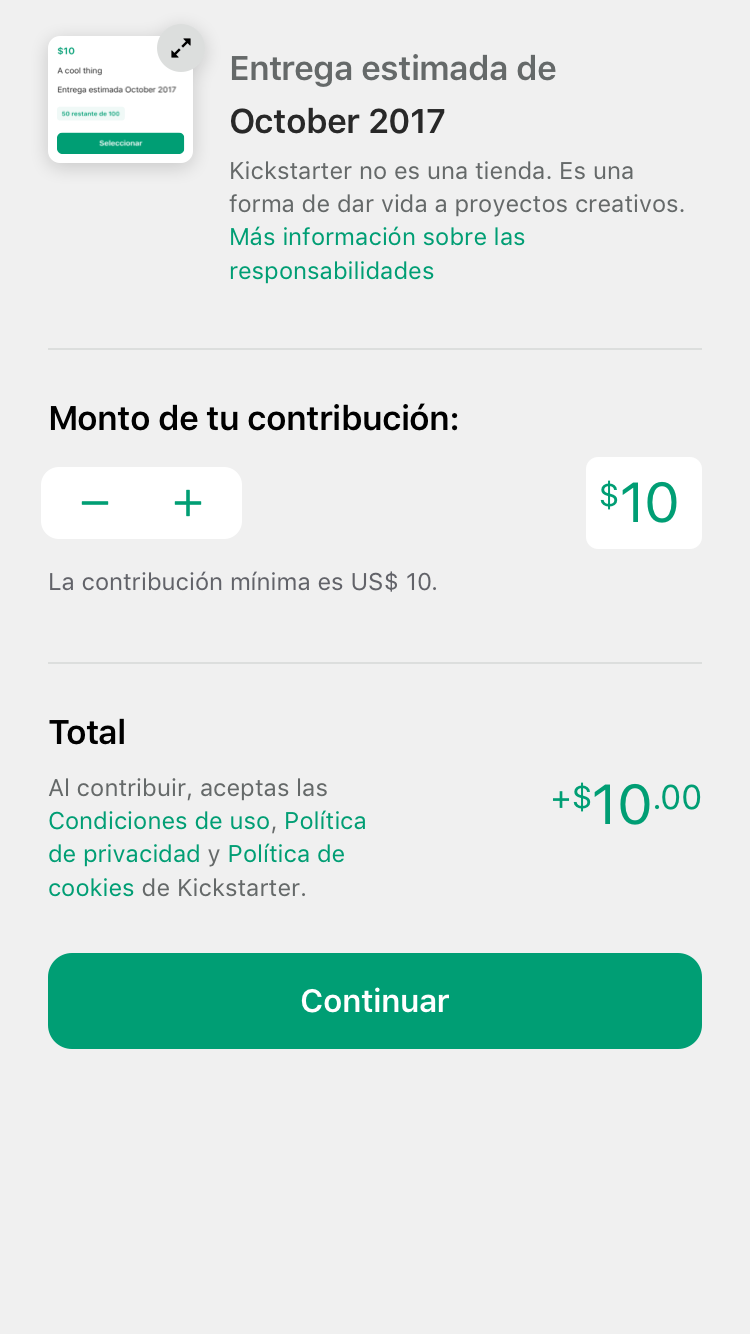 $10
A cool thing
Entrega estimada October 2017
50 restante de 100
Seleccionar
Entrega estimada de
October 2017
Kickstarter no es una tienda. Es una
forma de dar vida a proyectos creativos.
Más información sobre las
responsabilidades
Monto de tu contribución:
$10
La contribución mínima es US$ 10.
Total
Al contribuir, aceptas las
Condiciones de uso, Política
de privacidad y Política de
cookies de Kickstarter.
+$10.00
Continuar